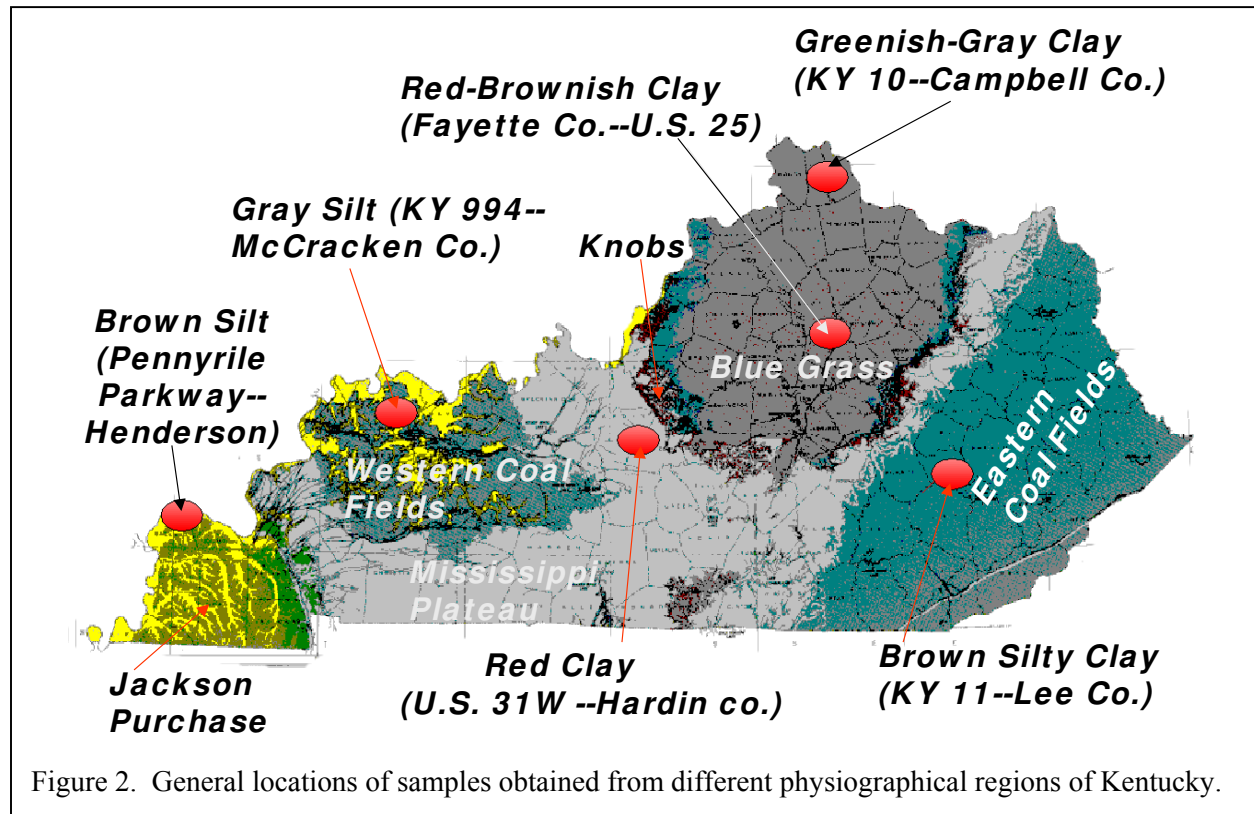 Greenish-Gray Clay
(KY 10--Campbell Co.)
Red-Brownish Clay
(Fayette Co.--U.S. 25)
Gray Silt (KY 994--
McCracken Co.)
Knobs
Brown Silt
(Pennyrile
Parkway--
Henderson)
Blue Grass
Western Coal
Fields
Eastern
Coal Fields
Mississippi
Plateau
Jackson
Purchase
Red Clay
(U.S. 31W --Hardin co.)
Brown Silty Clay
(KY 11--Lee Co.)
Figure 2. General locations of samples obtained from different physiographical regions of Kentucky.